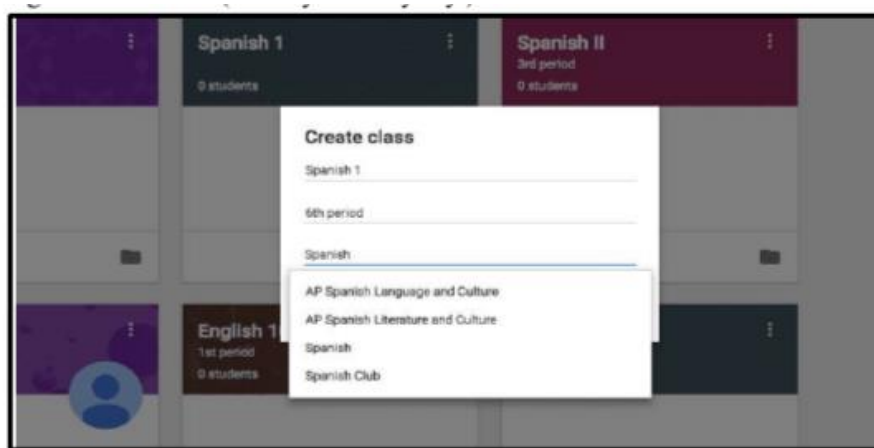 Spanish 1
0 students
Spanish II
3rd period
0 students
Create class
Spanish 1
6th period
Spanish
AP Spanish Language and Culture
AP Spanish Literature and Culture
Spanish
Spanish Club
English
1st period
0 students